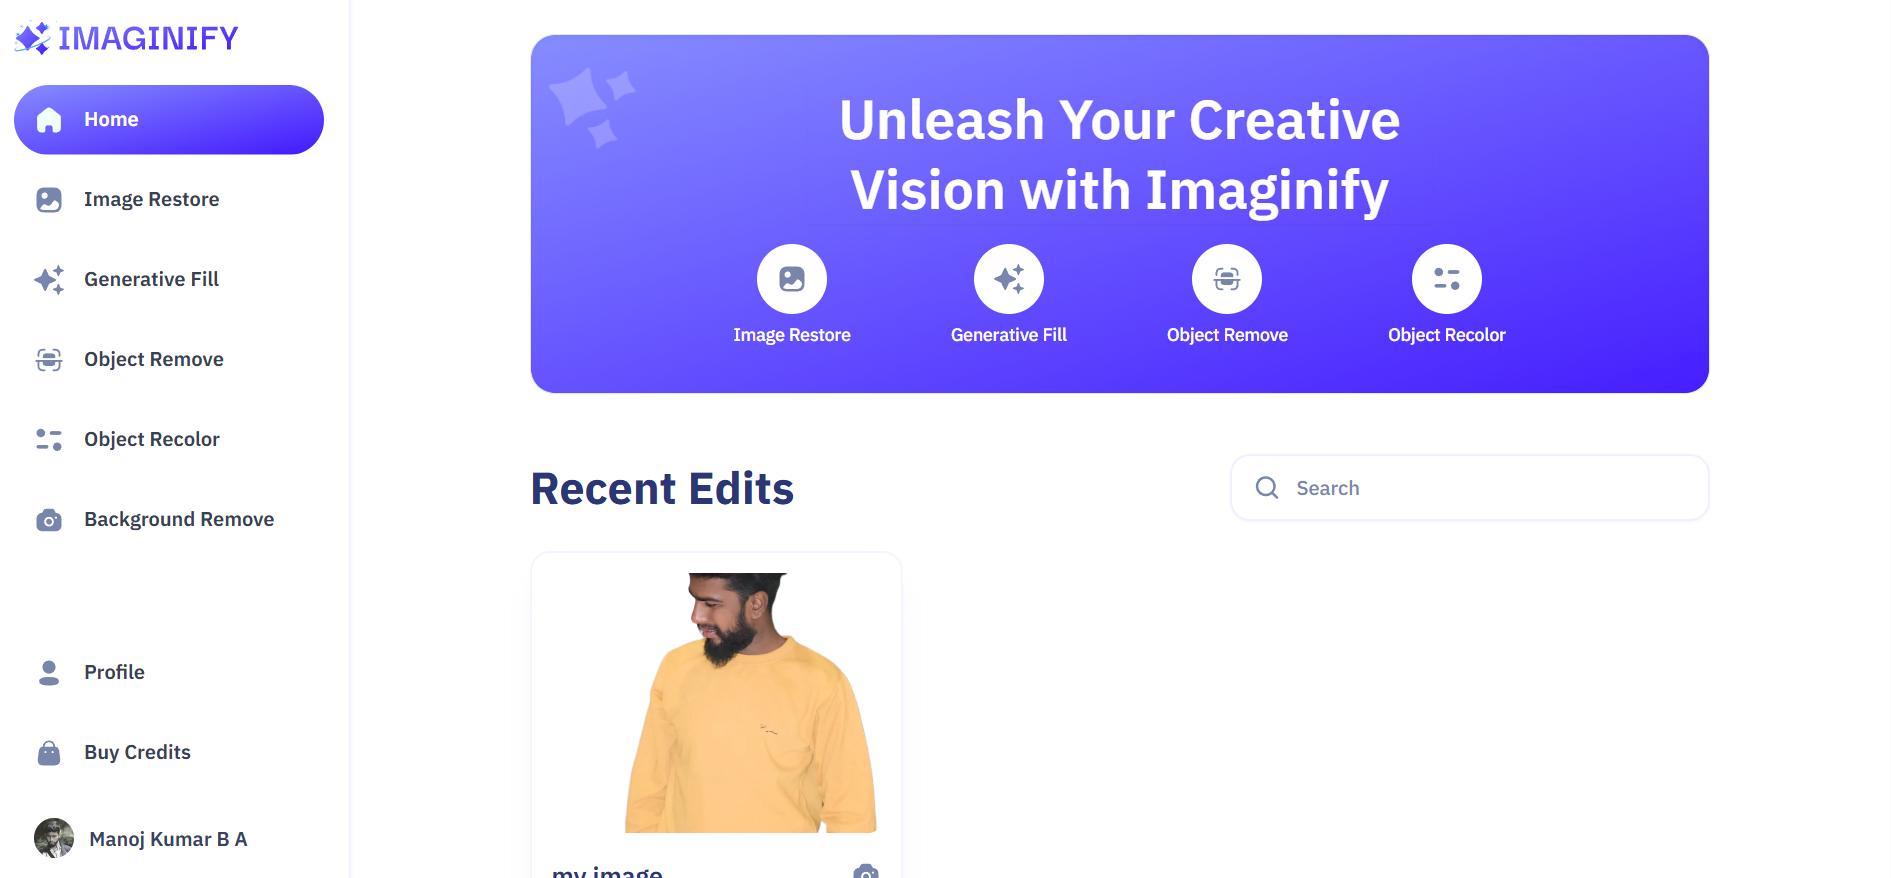 IMAGINIFY
Home
Image Restore
Generative Fill
Object Remove
Object Recolor
Background Remove
Profile
Buy Credits
Manoj Kumar B A
Unleash Your Creative
Vision with Imaginify
Image Restore
Generative Fill
Object Remove
Object Recolor
Recent Edits
Search
my image